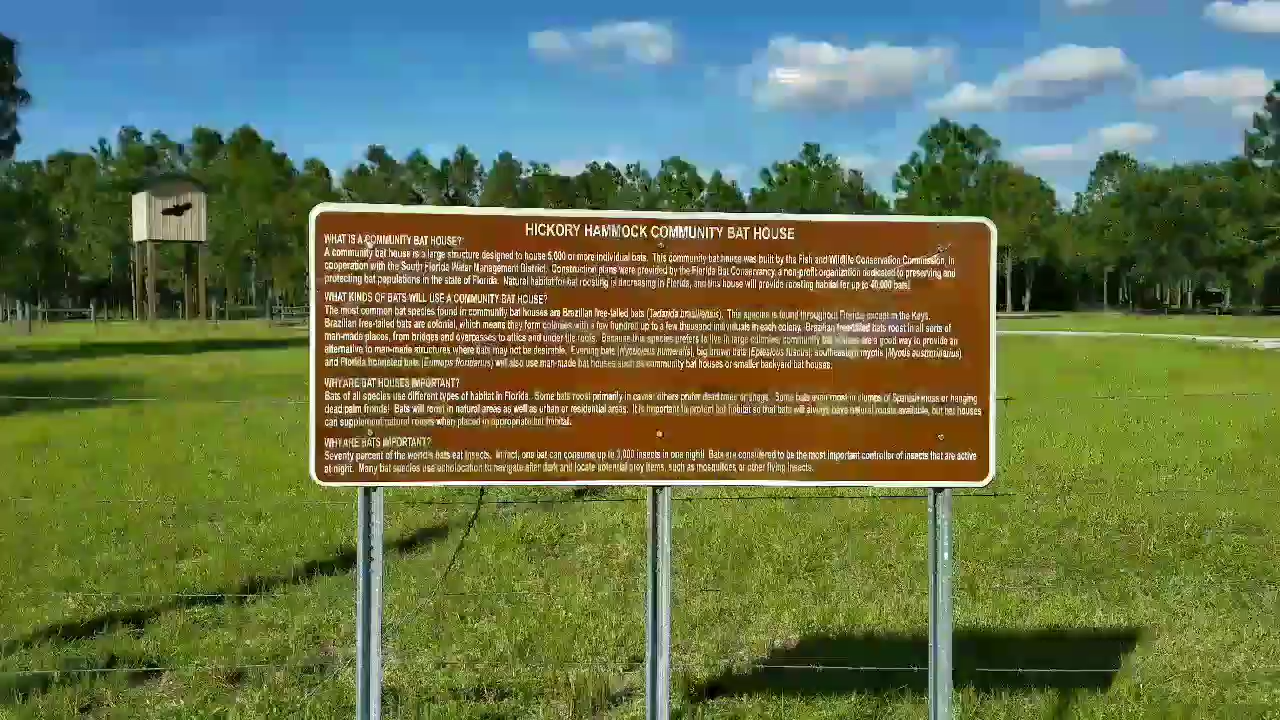 HICKORY HAMMOCK COMMUNITY BAT HOUSE
WHAT IS A COMMUNITY BAT HOUSE?
A community bat house is a large structure designed to house 5,000 or more individual bats. This community bat house was built by the Fish and Wildlife Conservation Commission, in
cooperation with the South Florida Water Management District. Construction plans were provided by the Florida Bat Conservancy, a non-profit organization dedicated to preserving and
protecting bat populations in the state of Florida. Natural habitat for bat roosting is decreasing in Florida, and this house will provide roosting habitat for up to 40,000 bats!
WHAT KINDS OF BATS WILL USE A COMMUNITY BAT HOUSE?
The most common bat species found in community bat houses are Brazilian free-tailed bats (Tadarida brasiliensis). This species is found throughout Florida except in the Keys.
Brazilian free-tailed bats are colonial, which means they form colonies with a few hundred up to a few thousand individuals in each colony. Brazilian free-tailed bats roost in all sorts of
man-made places, from bridges and overpasses to attics and under tile roofs. Because this species prefers to live in large colonies, community bat houses are a good way to provide an
alternative to man-made structures where bats may not be desirable. Evening bats (Nycticeius humeralis), big brown bats (Eptesicus fuscus), southeastern myotis (Myotis austroriparius)
and Florida bonneted bats (Eumops floridanus) will also use man-made bat houses such as community bat houses or smaller backyard bat houses.
WHY ARE BAT HOUSES IMPORTANT?
Bats of all species use different types of habitat in Florida. Some bats roost primarily in caves; others prefer dead trees or snags. Some bats even roost in clumps of Spanish moss or hanging
dead palm fronds! Bats will roost in natural areas as well as urban or residential areas. It is important to protect bat habitat so that bats will always have natural roosts available, but bat houses
can supplement natural roosts when placed in appropriate bat habitat.
WHY ARE BATS IMPORTANT?
Seventy percent of the world's bats eat insects. In fact, one bat can consume up to 3,000 insects in one night! Bats are considered to be the most important controller of insects that are active
at night. Many bat species use echolocation to navigate after dark and locate potential prey items, such as mosquitoes or other flying insects.